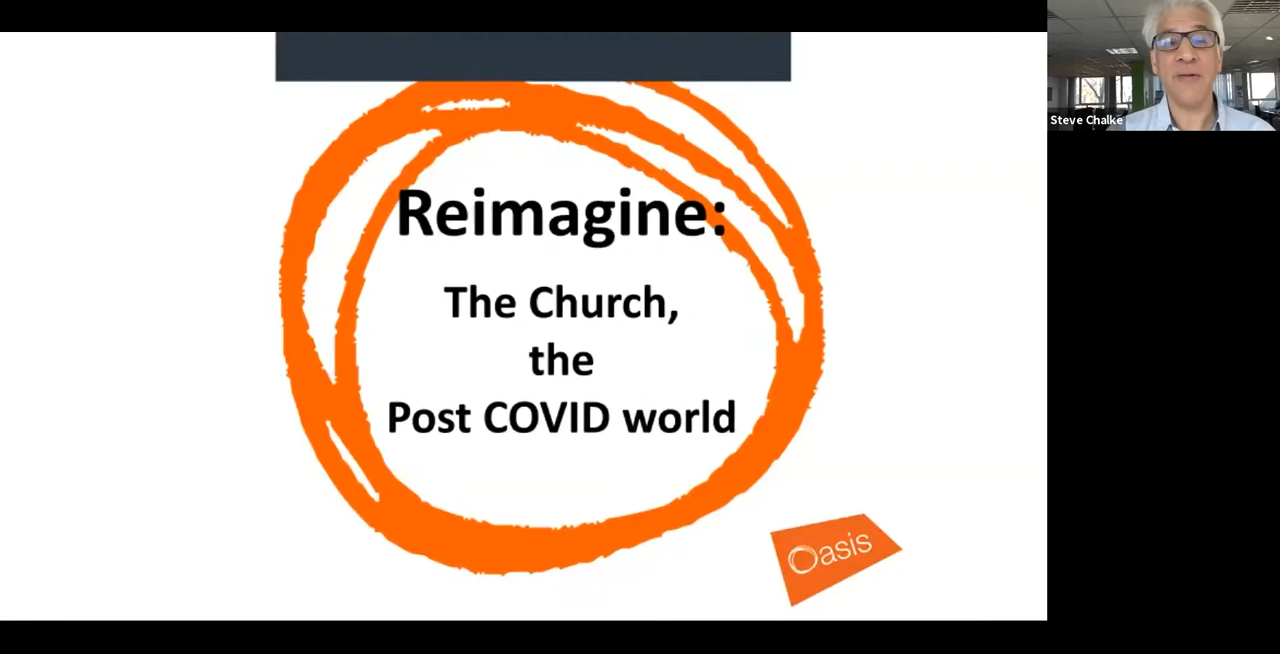 Reimagine:
The Church,
the
Post COVID world
Oasis
Steve Chalke